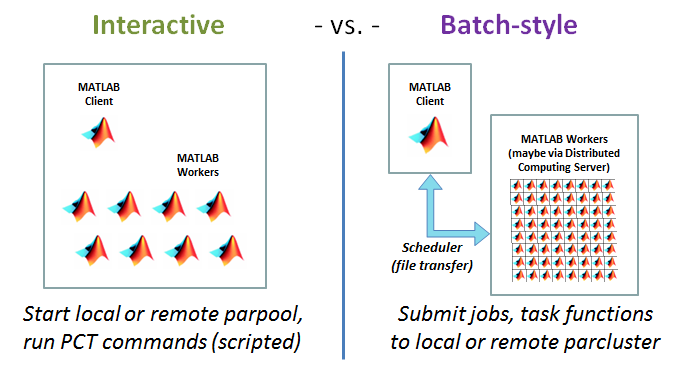 Interactive
- vs. -
Batch-style
MATLAB
Client
MATLAB
Workers
Start local or remote parpool,
run PCT commands (scripted)
MATLAB
Client
MATLAB Workers
(maybe via Distributed
Computing Server)
Scheduler
(file transfer)
Submit jobs, task functions
to local or remote parcluster